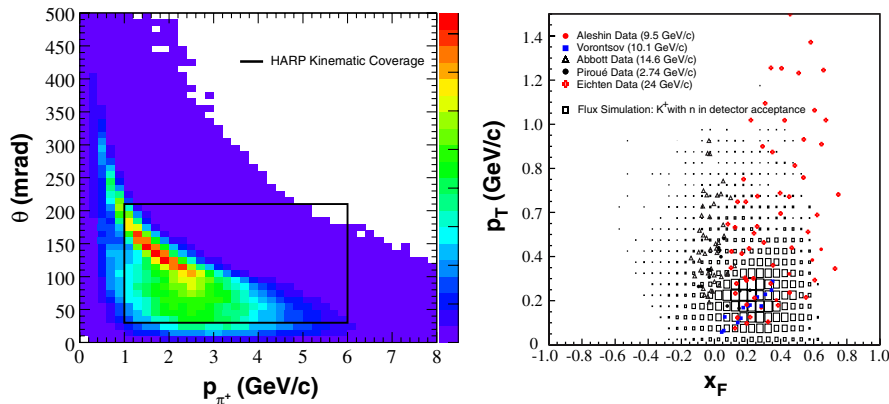 500
450
400
350
300
250
200
150
100
50
0
θ (mrad)
HARP Kinematic Coverage
0 1 2 3 4 5 6 7 8
p_π⁺ (GeV/c)
1.4
1.2
1.0
0.8
0.7
0.4
0.2
0
p_T (GeV/c)
Aleshin Data (9.5 GeV/c)
Vorontsov (10.1 GeV/c)
Abbott Data (14.6 GeV/c)
Piroué Data (2.74 GeV/c)
Eichten Data (24 GeV/c)
Flux Simulation: K⁺ with n in detector acceptance
-1.0 -0.8 -0.6 -0.4 -0.2 0.0 0.2 0.4 0.6 0.8 1.0
x_F